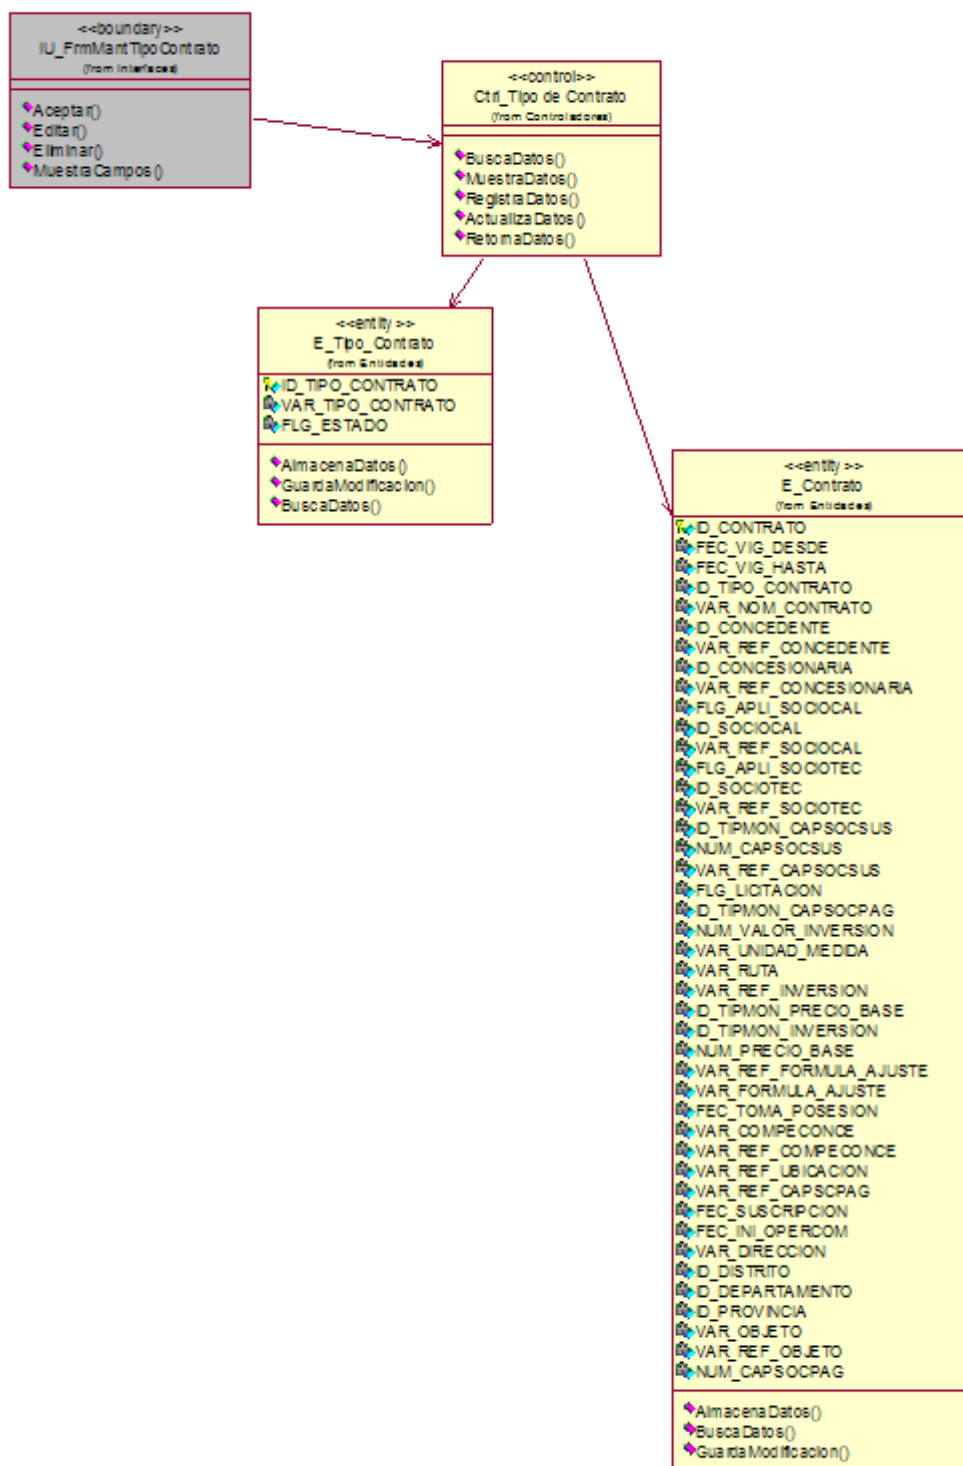 <<boundary>>
IU_FrmMantTipoContrato
(from Interfaces)
Aceptar()
Editar()
Eliminar()
MuestraCampos()
<<control>>
Ctrl_Tipo de Contrato
(from Controladores)
BuscaDatos()
MuestraDatos()
RegistraDatos()
ActualizaDatos()
RetornaDatos()
<<entity>>
E_Tipo_Contrato
(from Entidades)
ID_TIPO_CONTRATO
VAR_TIPO_CONTRATO
FLG_ESTADO
AlmacenaDatos()
GuardaModificacion()
BuscaDatos()
<<entity>>
E_Contrato
(from Entidades)
ID_CONTRATO
FEC_VIG_DESDE
FEC_VIG_HASTA
ID_TIPO_CONTRATO
VAR_NOM_CONTRATO
ID_CONCEDENTE
VAR_REF_CONCEDENTE
ID_CONCESIONARIA
VAR_REF_CONCESIONARIA
FLG_APLI_SOCIOCAL
ID_SOCIOCAL
VAR_REF_SOCIOCAL
FLG_APLI_SOCIOTEC
ID_SOCIOTEC
VAR_REF_SOCIOTEC
ID_TIPMON_CAPSOCSUS
NUM_CAPSOCSUS
VAR_REF_CAPSOCSUS
FLG_LICITACION
ID_TIPMON_CAPSOCPAG
NUM_VALOR_INVERSION
VAR_UNIDAD_MEDIDA
VAR_RUTA
VAR_REF_INVERSION
ID_TIPMON_PRECIO_BASE
ID_TIPMON_INVERSION
NUM_PRECIO_BASE
VAR_REF_FORMULA_AJUSTE
VAR_FORMULA_AJUSTE
FEC_TOMA_POSESION
VAR_COMPECONCE
VAR_REF_COMPECONCE
VAR_REF_UBICACION
VAR_REF_CAPSCPAG
FEC_SUSCRIPCION
FEC_INI_OPERCOM
VAR_DIRECCION
ID_DISTRITO
ID_DEPARTAMENTO
ID_PROVINCIA
VAR_OBJETO
VAR_REF_OBJETO
NUM_CAPSOCPAG
AlmacenaDatos()
BuscaDatos()
GuardaModificacion()